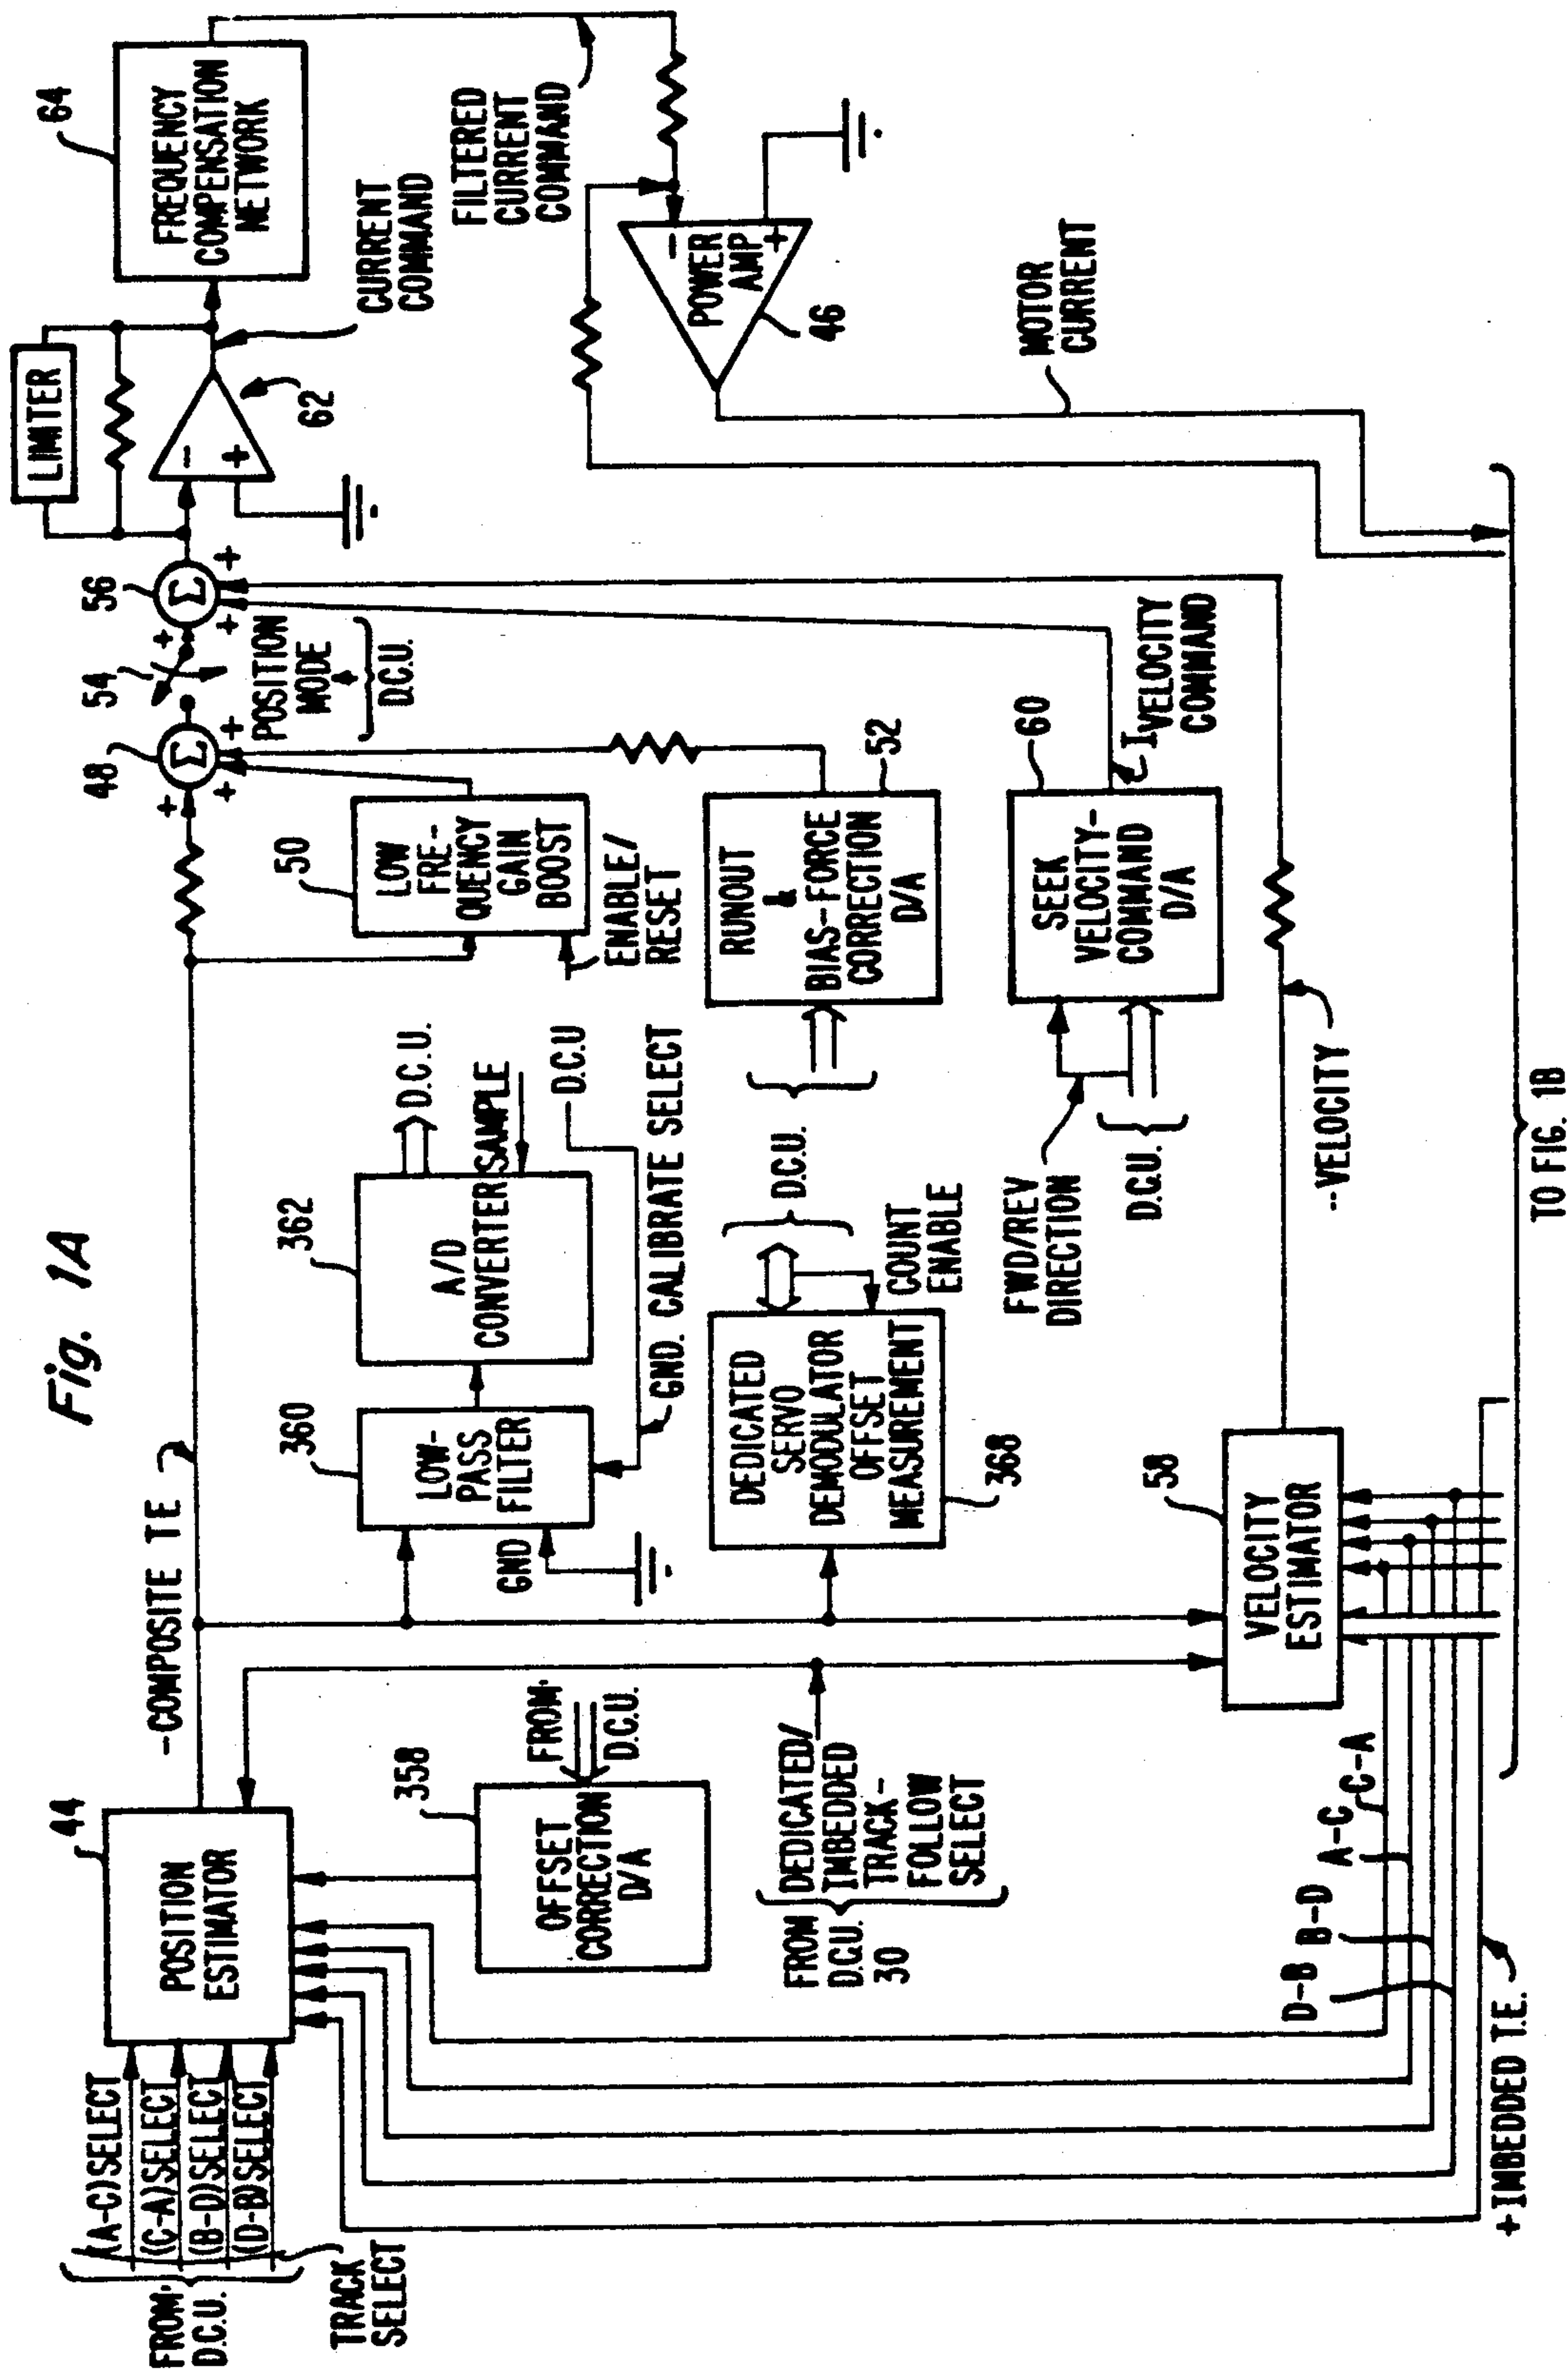 Fig. 1A
(A-C)SELECT
(C-A)SELECT
(B-D)SELECT
(D-B)SELECT
FROM
D.C.U.
TRACK
SELECT
44
POSITION
ESTIMATOR
-COMPOSITE T.E.
358
OFFSET
CORRECTION
D/A
FROM
D.C.U.
FROM
D.C.U.
30
DEDICATED/
IMBEDDED
TRACK-
FOLLOW
SELECT
360
LOW-
PASS
FILTER
GND
362
A/D
CONVERTER
SAMPLE
D.C.U.
D.C.U
GND. CALIBRATE SELECT
DEDICATED
SERVO
DEMODULATOR
OFFSET
MEASUREMENT
368
D.C.U.
COUNT
ENABLE
50
LOW
FRE-
QUENCY
GAIN
BOOST
ENABLE/
RESET
RUNOUT
&
BIAS-FORCE
CORRECTION
D/A
52
D.C.U.
60
SEEK
VELOCITY-
COMMAND
D/A
FWD/REV
DIRECTION
D.C.U.
I VELOCITY
COMMAND
58
VELOCITY
ESTIMATOR
--VELOCITY
D-B
B-D
A-C
C-A
+IMBEDDED T.E.
TO FIG. 1B
48
Σ
+
+
+
54
POSITION
MODE
D.C.U.
56
Σ
+
+
+
LIMITER
-
+
62
CURRENT
COMMAND
64
FREQUENCY
COMPENSATION
NETWORK
FILTERED
CURRENT
COMMAND
-
POWER
AMP
+
46
MOTOR
CURRENT